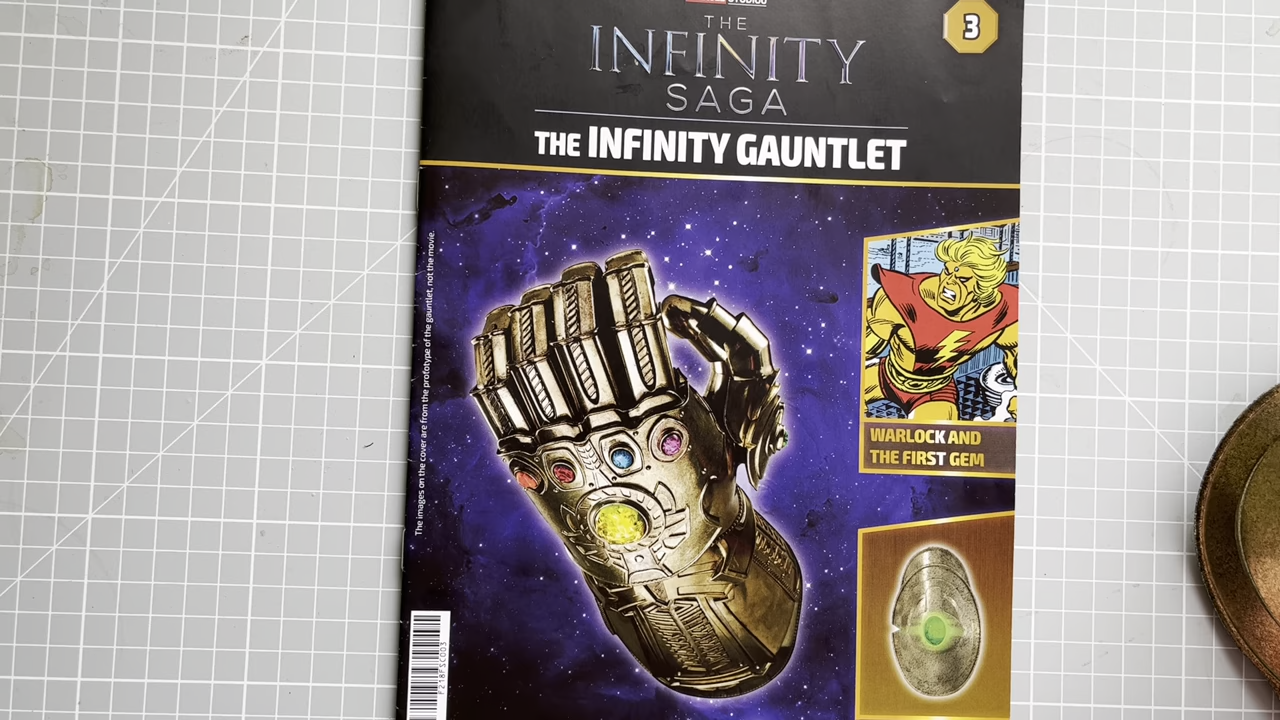 STUDIOS
3
THE
INFINITY
SAGA
THE INFINITY GAUNTLET
The images on the cover are from the prototype of the gauntlet, not the movie.
WARLOCK AND
THE FIRST GEM